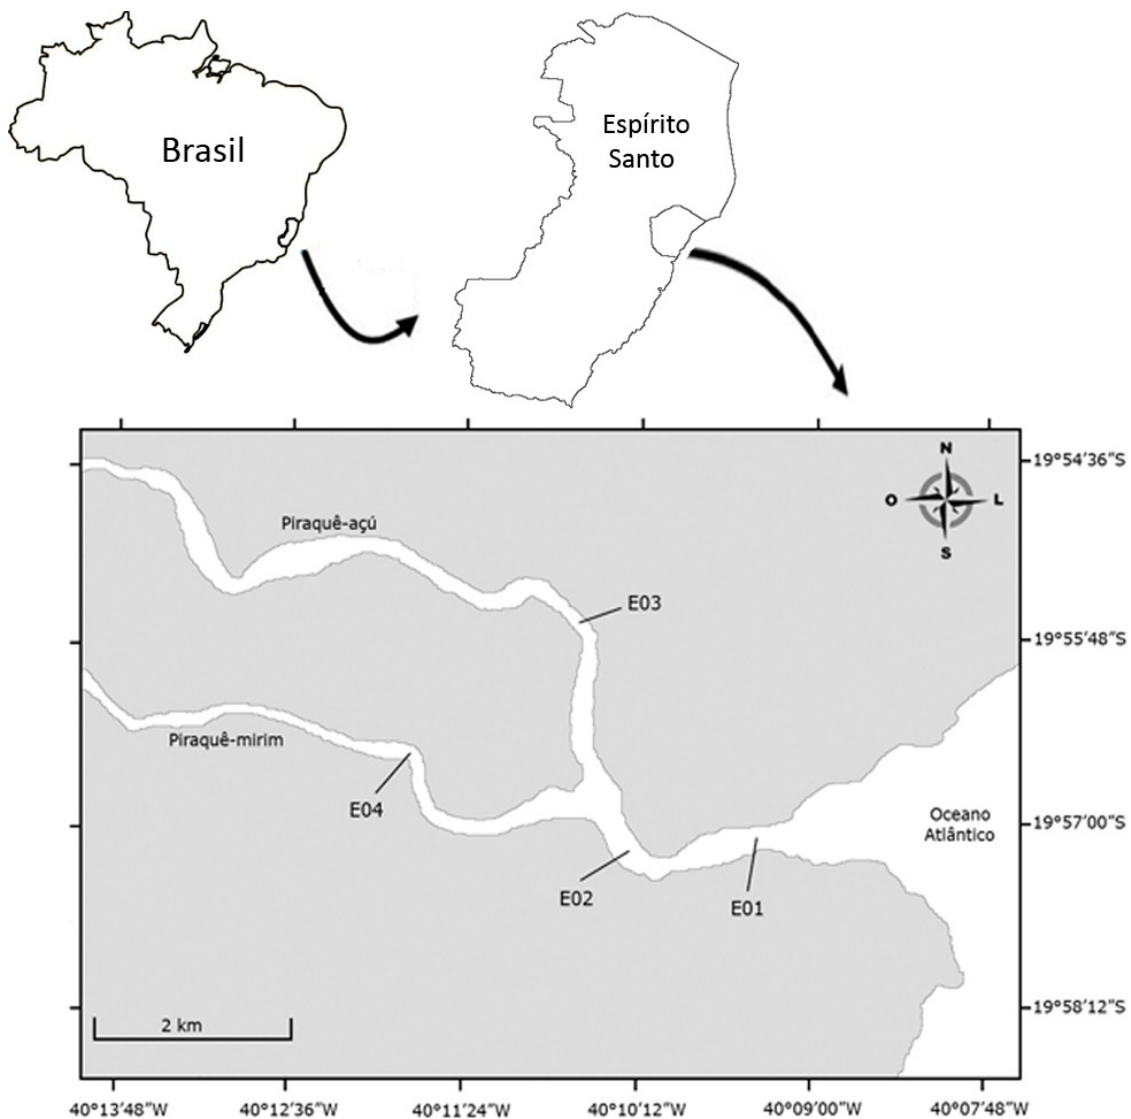 Brasil
Espírito
Santo
N
O
L
S
19°54′36″S
Piraquê-açú
E03
19°55′48″S
Piraquê-mirim
E04
Oceano
Atlântico
19°57′00″S
E02
E01
19°58′12″S
2 km
40°13′48″W
40°12′36″W
40°11′24″W
40°10′12″W
40°09′00″W
40°07′48″W